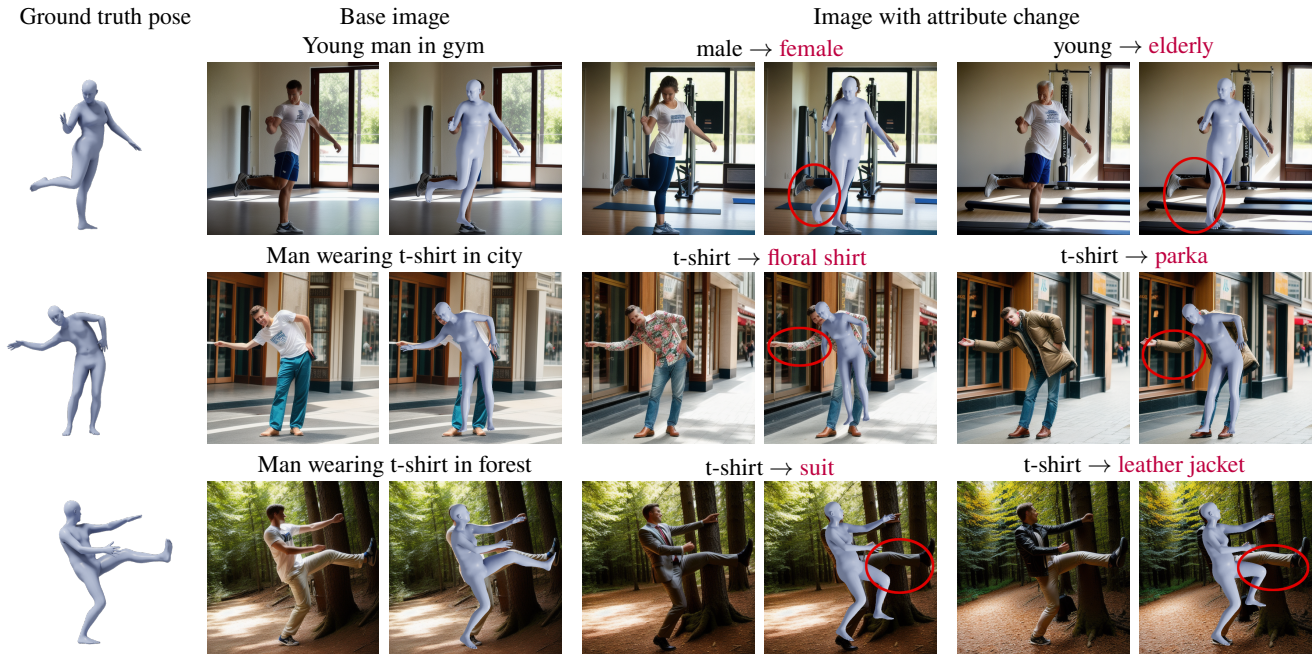 Ground truth pose
Base image
Image with attribute change
Young man in gym
male → female
young → elderly
Man wearing t-shirt in city
t-shirt → floral shirt
t-shirt → parka
Man wearing t-shirt in forest
t-shirt → suit
t-shirt → leather jacket